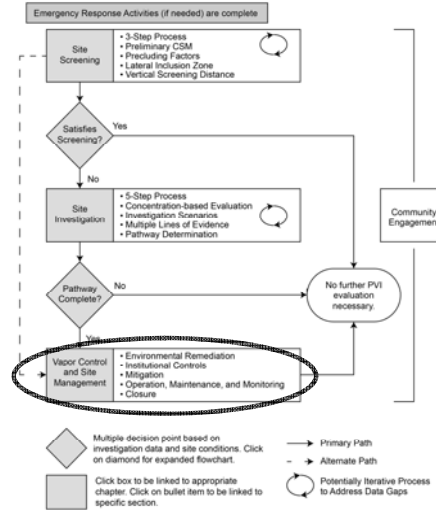 Emergency Response Activities (if needed) are complete
Site
Screening
• 3-Step Process
• Preliminary CSM
• Precluding Factors
• Lateral Inclusion Zone
• Vertical Screening Distance
Satisfies
Screening?
Yes
No
Site
Investigation
• 5-Step Process
• Concentration-based Evaluation
• Investigation Scenarios
• Multiple Lines of Evidence
• Pathway Determination
Community
Engagement
Pathway
Complete?
No
No further PVI
evaluation
necessary.
Yes
Vapor Control
and Site
Management
• Environmental Remediation
• Institutional Controls
• Mitigation
• Operation, Maintenance, and Monitoring
• Closure
Multiple decision point based on
investigation data and site conditions. Click
on diamond for expanded flowchart.
Primary Path
Alternate Path
Click box to be linked to appropriate
chapter. Click on bullet item to be linked to
specific section.
Potentially Iterative Process
to Address Data Gaps